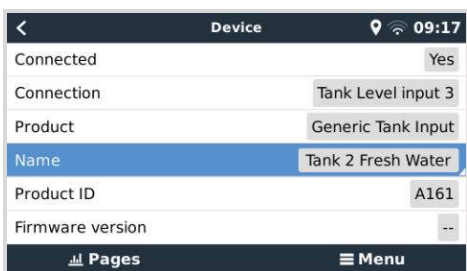 Device 09:17
Connected Yes
Connection Tank Level input 3
Product Generic Tank Input
Name Tank 2 Fresh Water
Product ID A161
Firmware version --
Pages Menu